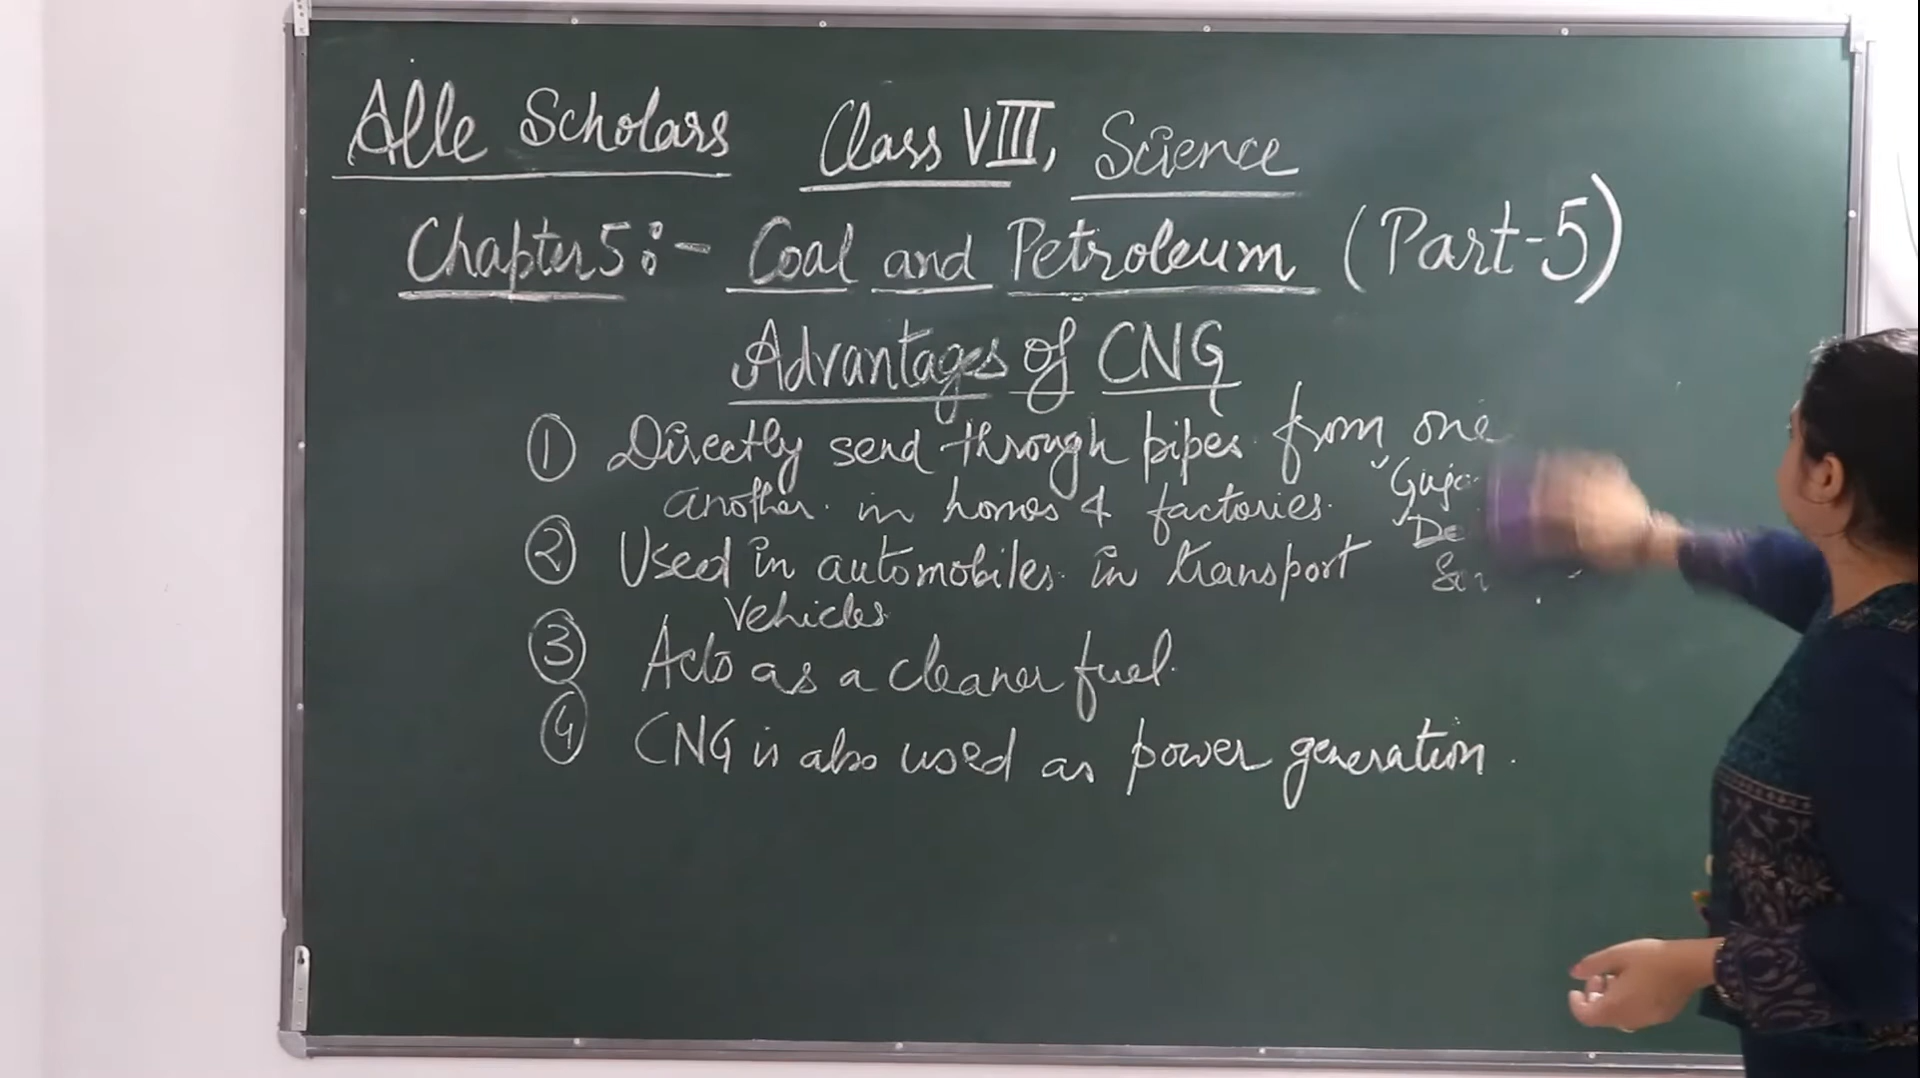 Alle Scholars Class VIII, Science
Chapter 5:- Coal and Petroleum (Part-5)
Advantages of CNG
① Directly send through pipes from one
another in homes & factories.
② Used in automobiles in transport
vehicles
③ Acts as a cleaner fuel.
④ CNG is also used as power generation.